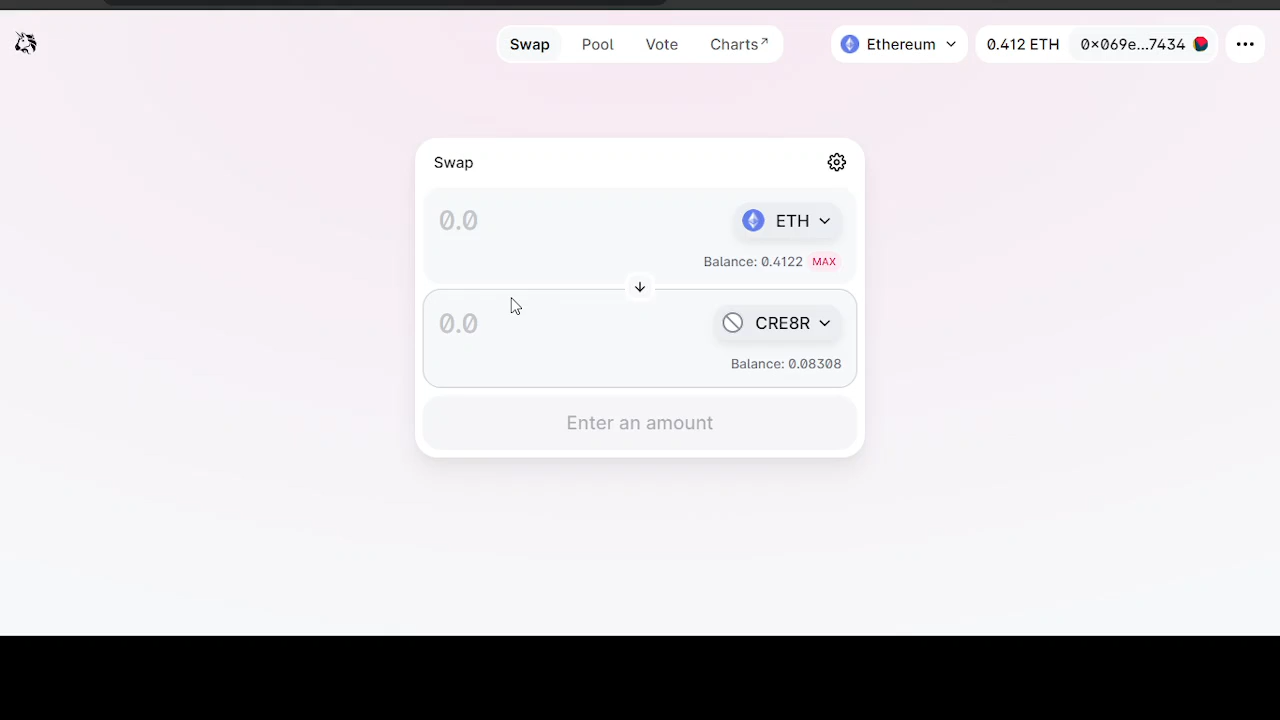 Swap Pool Vote Charts↗ Ethereum 0.412 ETH 0×069e...7434
Swap
0.0 ETH
Balance: 0.4122 MAX
0.0 CRE8R
Balance: 0.08308
Enter an amount